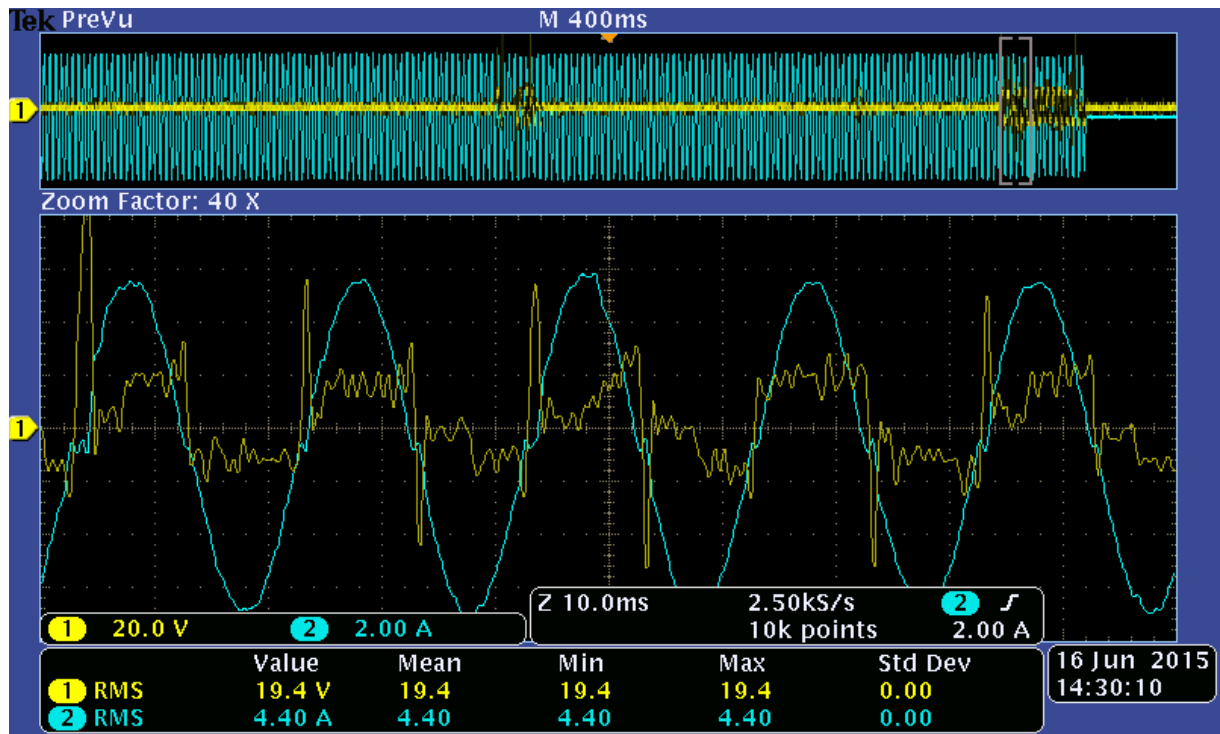 Tek PreVu M 400ms
1
Zoom Factor: 40 X
1
1 20.0 V 2 2.00 A
Z 10.0ms 2.50kS/s 2
10k points 2.00 A
Value Mean Min Max Std Dev
1 RMS 19.4 V 19.4 19.4 19.4 0.00
2 RMS 4.40 A 4.40 4.40 4.40 0.00
16 Jun 2015
14:30:10